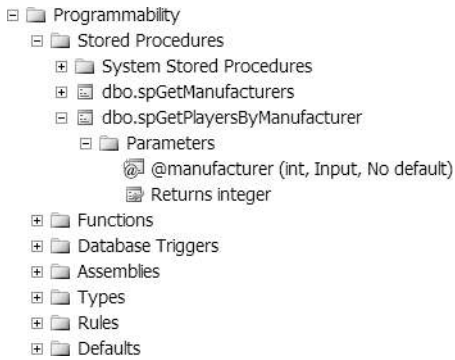 Programmability
Stored Procedures
System Stored Procedures
dbo.spGetManufacturers
dbo.spGetPlayersByManufacturer
Parameters
@manufacturer (int, Input, No default)
Returns integer
Functions
Database Triggers
Assemblies
Types
Rules
Defaults